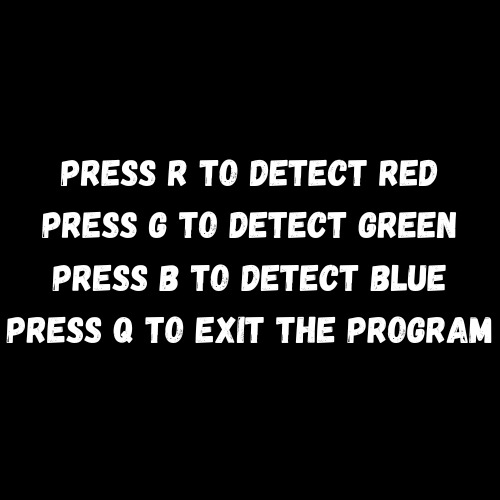 PRESS R TO DETECT RED
PRESS G TO DETECT GREEN
PRESS B TO DETECT BLUE
PRESS Q TO EXIT THE PROGRAM